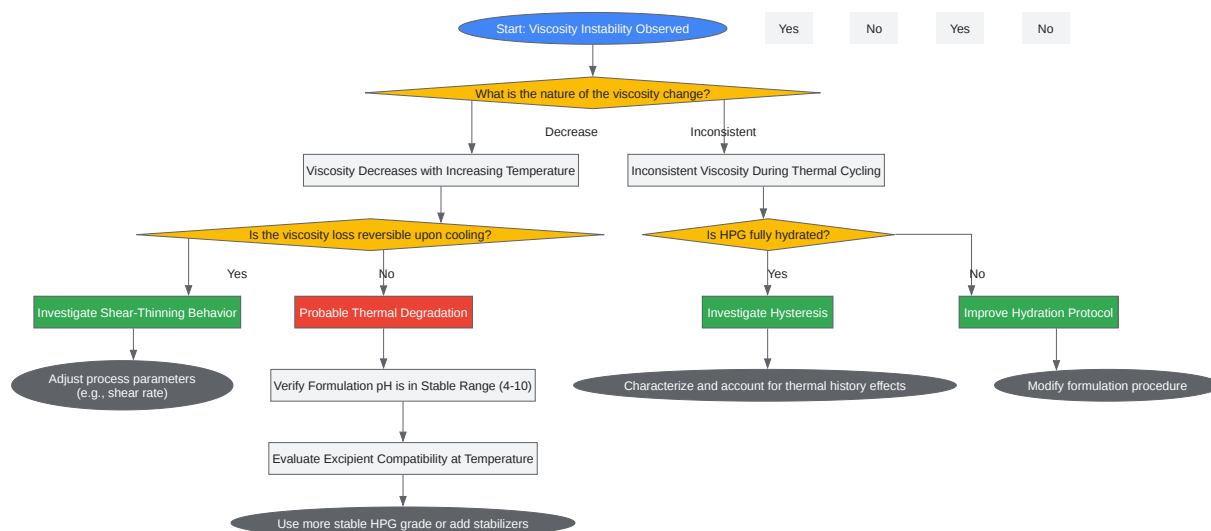 Start: Viscosity Instability Observed
Yes
No
Yes
No
What is the nature of the viscosity change?
Decrease
Inconsistent
Viscosity Decreases with Increasing Temperature
Inconsistent Viscosity During Thermal Cycling
Is the viscosity loss reversible upon cooling?
Is HPG fully hydrated?
Yes
No
Yes
No
Investigate Shear-Thinning Behavior
Probable Thermal Degradation
Investigate Hysteresis
Improve Hydration Protocol
Adjust process parameters
(e.g., shear rate)
Verify Formulation pH is in Stable Range (4-10)
Characterize and account for thermal history effects
Modify formulation procedure
Evaluate Excipient Compatibility at Temperature
Use more stable HPG grade or add stabilizers